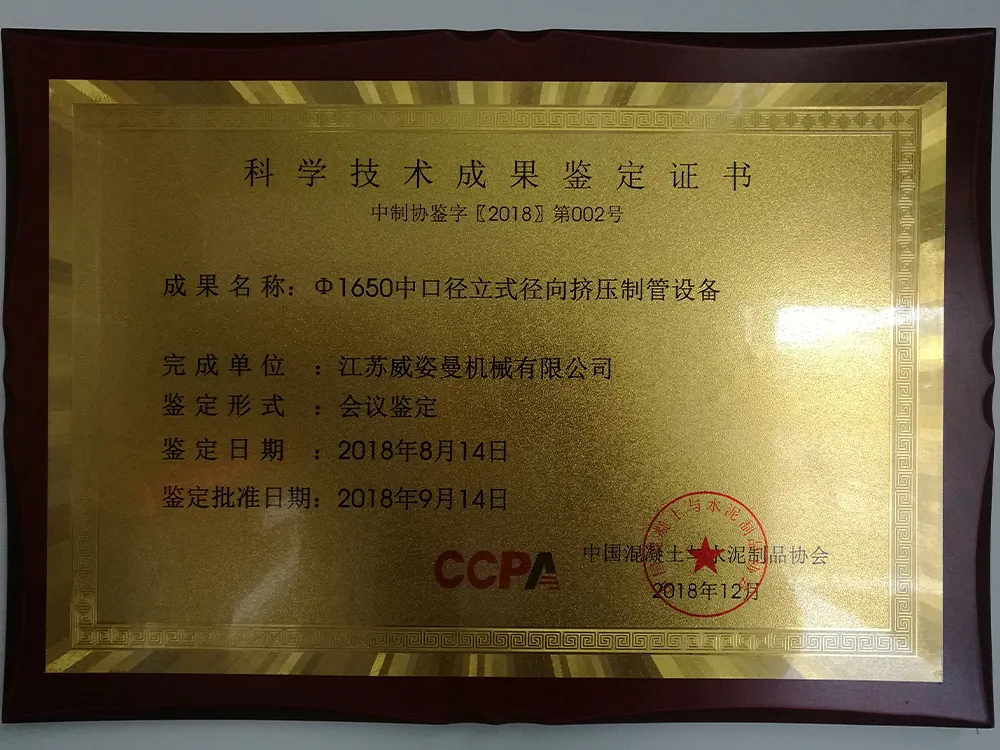 科学技术成果鉴定证书
中制协鉴字〖2018〗第002号
成果名称：Φ1650中口径立式径向挤压制管设备
完成单位：江苏威姿曼机械有限公司
鉴定形式：会议鉴定
鉴定日期：2018年8月14日
鉴定批准日期：2018年9月14日
CCPA
中国混凝土与水泥制品协会
2018年12月